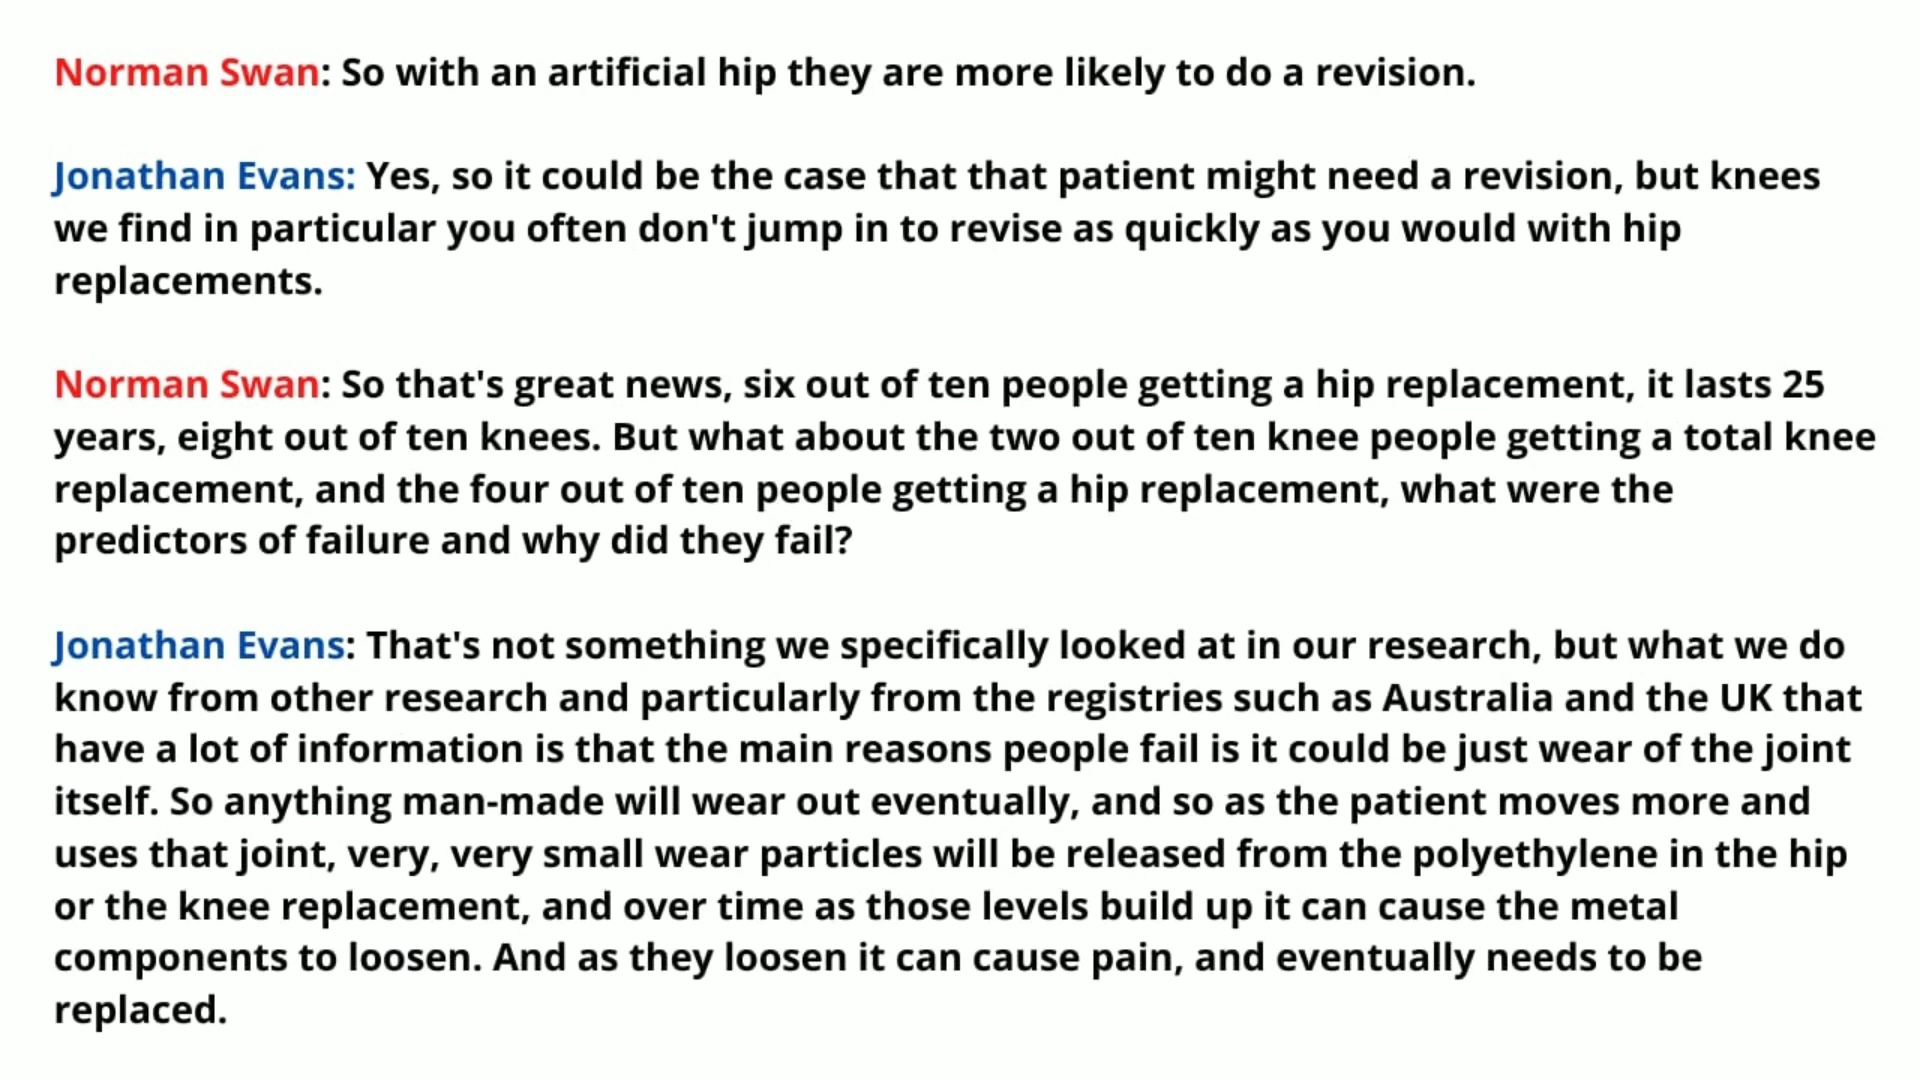 Norman Swan: So with an artificial hip they are more likely to do a revision.
Jonathan Evans: Yes, so it could be the case that that patient might need a revision, but knees
we find in particular you often don't jump in to revise as quickly as you would with hip
replacements.
Norman Swan: So that's great news, six out of ten people getting a hip replacement, it lasts 25
years, eight out of ten knees. But what about the two out of ten knee people getting a total knee
replacement, and the four out of ten people getting a hip replacement, what were the
predictors of failure and why did they fail?
Jonathan Evans: That's not something we specifically looked at in our research, but what we do
know from other research and particularly from the registries such as Australia and the UK that
have a lot of information is that the main reasons people fail is it could be just wear of the joint
itself. So anything man-made will wear out eventually, and so as the patient moves more and
uses that joint, very, very small wear particles will be released from the polyethylene in the hip
or the knee replacement, and over time as those levels build up it can cause the metal
components to loosen. And as they loosen it can cause pain, and eventually needs to be
replaced.